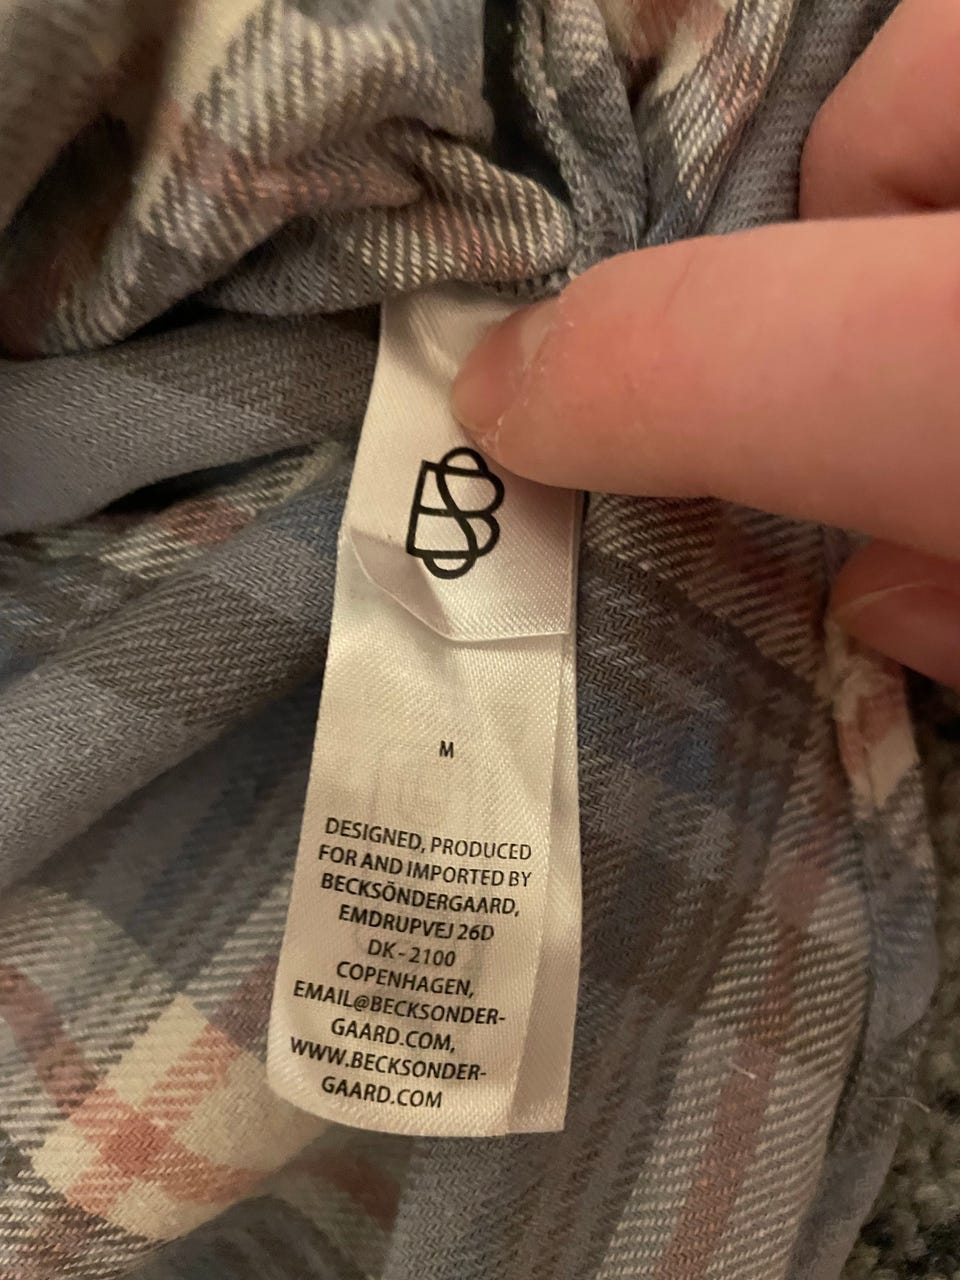 BS
M
DESIGNED, PRODUCED
FOR AND IMPORTED BY
BECKSÖNDERGAARD,
EMDRUPVEJ 26D
DK - 2100
COPENHAGEN,
EMAIL@BECKSONDER-
GAARD.COM,
WWW.BECKSONDER-
GAARD.COM